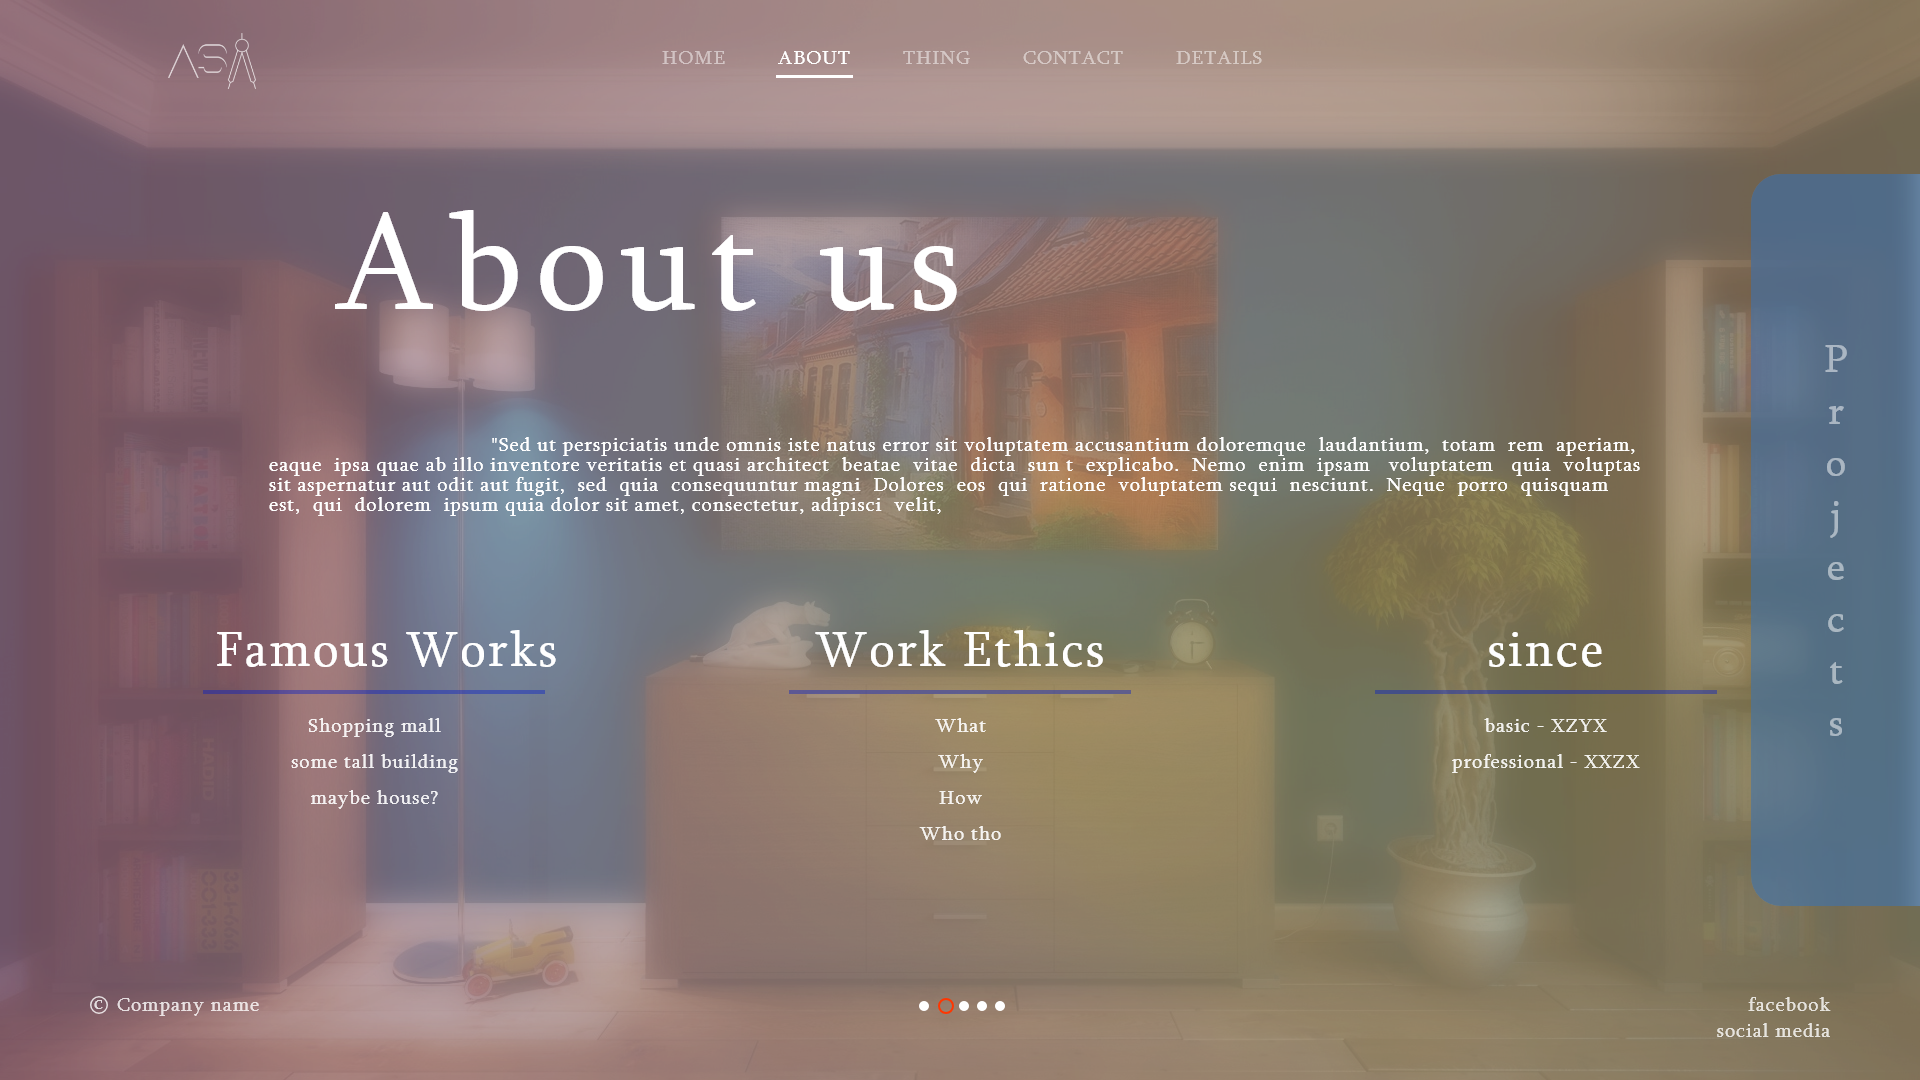 ASA
HOME ABOUT THING CONTACT DETAILS
About us
"Sed ut perspiciatis unde omnis iste natus error sit voluptatem accusantium doloremque laudantium, totam rem aperiam,
eaque ipsa quae ab illo inventore veritatis et quasi architect beatae vitae dicta sun t explicabo. Nemo enim ipsam voluptatem quia voluptas
sit aspernatur aut odit aut fugit, sed quia consequuntur magni Dolores eos qui ratione voluptatem sequi nesciunt. Neque porro quisquam
est, qui dolorem ipsum quia dolor sit amet, consectetur, adipisci velit,
Famous Works
Shopping mall
some tall building
maybe house?
Work Ethics
What
Why
How
Who tho
since
basic - XZYX
professional - XXZX
Projects
© Company name
facebook
social media